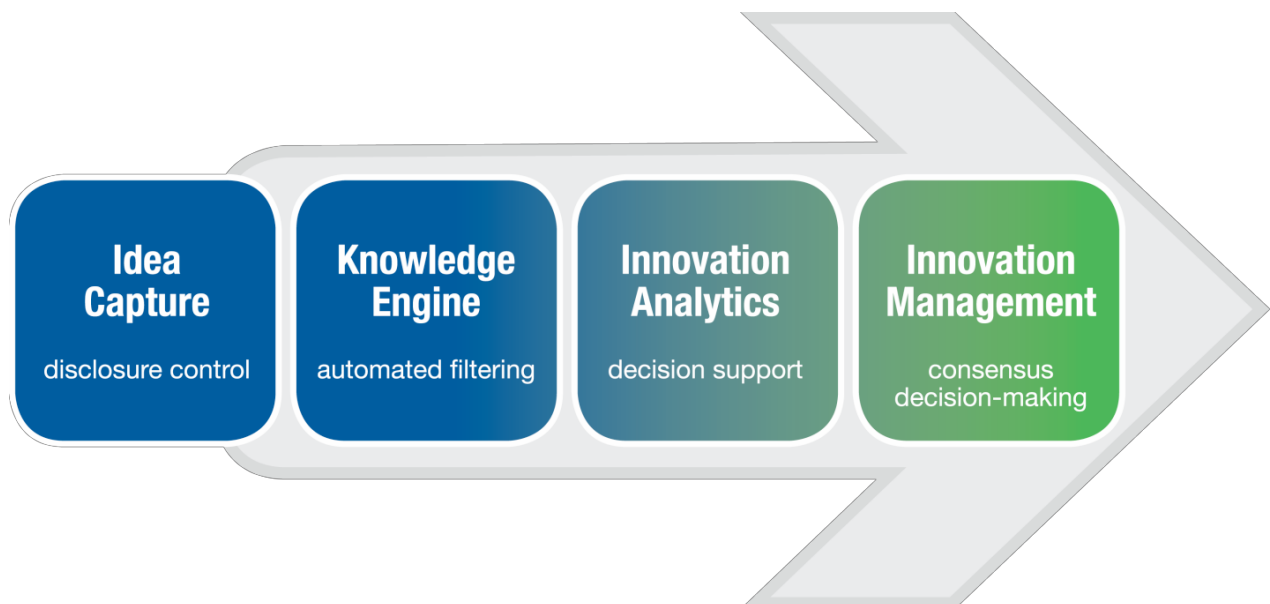 Idea
Capture
disclosure control
Knowledge
Engine
automated filtering
Innovation
Analytics
decision support
Innovation
Management
consensus
decision-making